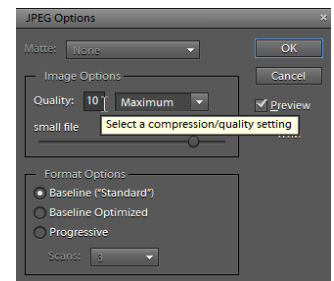 JPEG Options
Matte: None
OK
Image Options
Cancel
Quality: 10 Maximum
Preview
small file
Select a compression/quality setting
Format Options
Baseline ("Standard")
Baseline Optimized
Progressive
Scans: 3